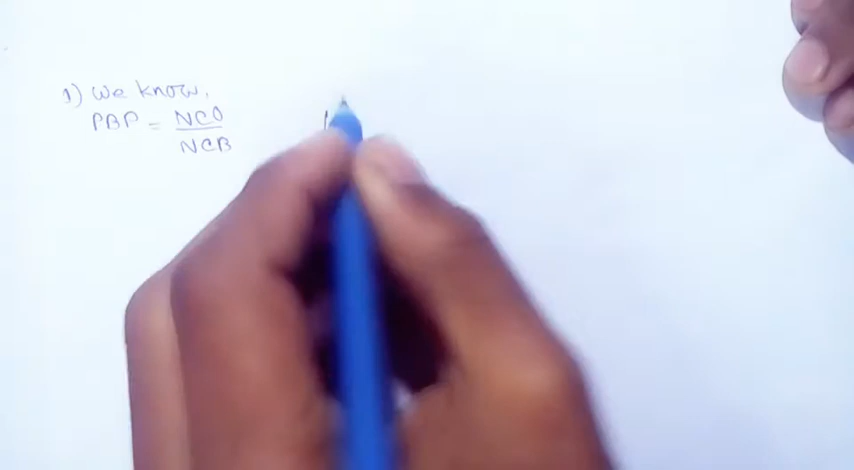 1) We know,
PBP = NCO
NCB